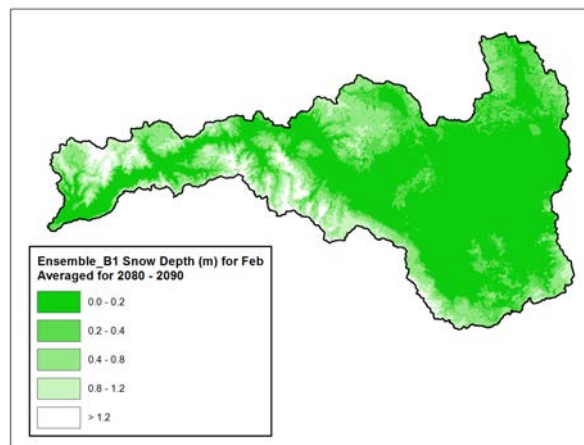 Ensemble_B1 Snow Depth (m) for Feb
Averaged for 2080 - 2090
0.0 - 0.2
0.2 - 0.4
0.4 - 0.8
0.8 - 1.2
> 1.2